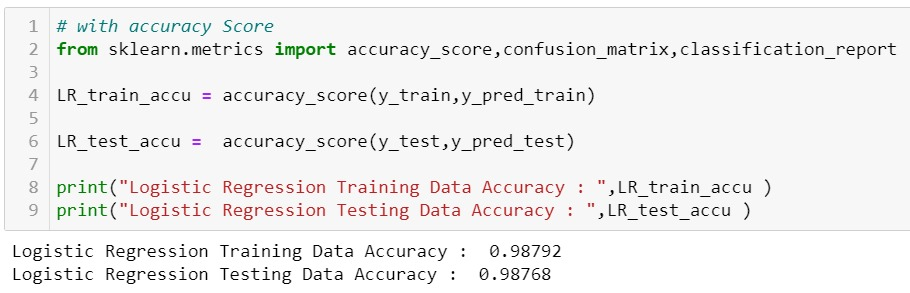 1 # with accuracy Score
2 from sklearn.metrics import accuracy_score,confusion_matrix,classification_report
3
4 LR_train_accu = accuracy_score(y_train,y_pred_train)
5
6 LR_test_accu =  accuracy_score(y_test,y_pred_test)
7
8 print("Logistic Regression Training Data Accuracy : ",LR_train_accu )
9 print("Logistic Regression Testing Data Accuracy : ",LR_test_accu )
Logistic Regression Training Data Accuracy :  0.98792
Logistic Regression Testing Data Accuracy :  0.98768